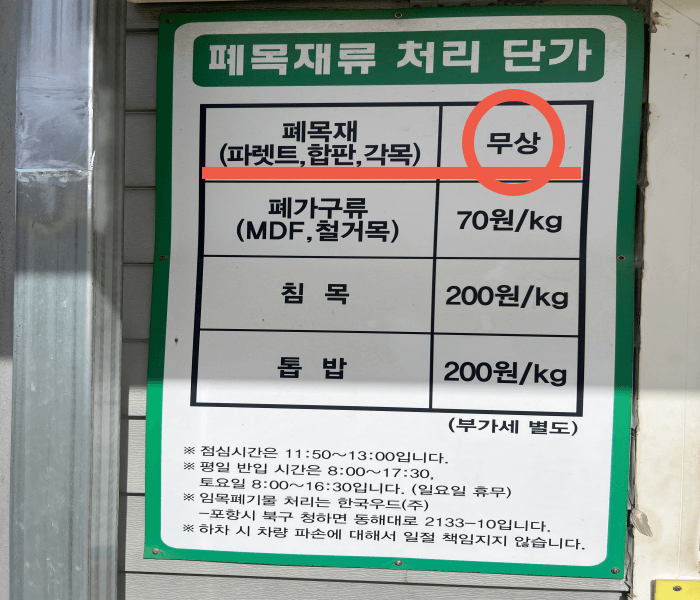 폐목재류 처리 단가
폐목재
(파렛트,합판,각목)
무상
폐가구류
(MDF,철거목)
70원/kg
침 목
200원/kg
톱 밥
200원/kg
(부가세 별도)
※ 점심시간은 11:50~13:00입니다.
※ 평일 반입 시간은 8:00~17:30,
토요일 8:00~16:30입니다. (일요일 휴무)
※ 임목폐기물 처리는 한국우드(주)
-포항시 북구 청하면 동해대로 2133-10입니다.
※ 하차 시 차량 파손에 대해서 일절 책임지지 않습니다.